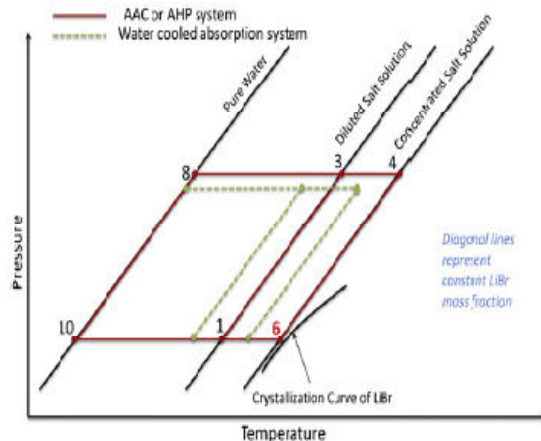 AAC or AHP system
Water cooled absorption system
Pure Water
Diluted Salt solution
Concentrated Salt Solution
8
3
4
Pressure
Diagonal lines
represent
constant LiBr
mass fraction
10
1
6
Crystalization Curve of LiBr
Temperature